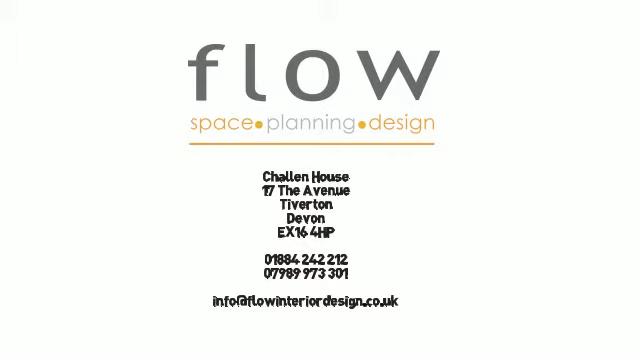 flow
space•planning•design
Challen House
17 The Avenue
Tiverton
Devon
EX16 4HP
01884 242 212
07989 973 301
info@flowinteriordesign.co.uk